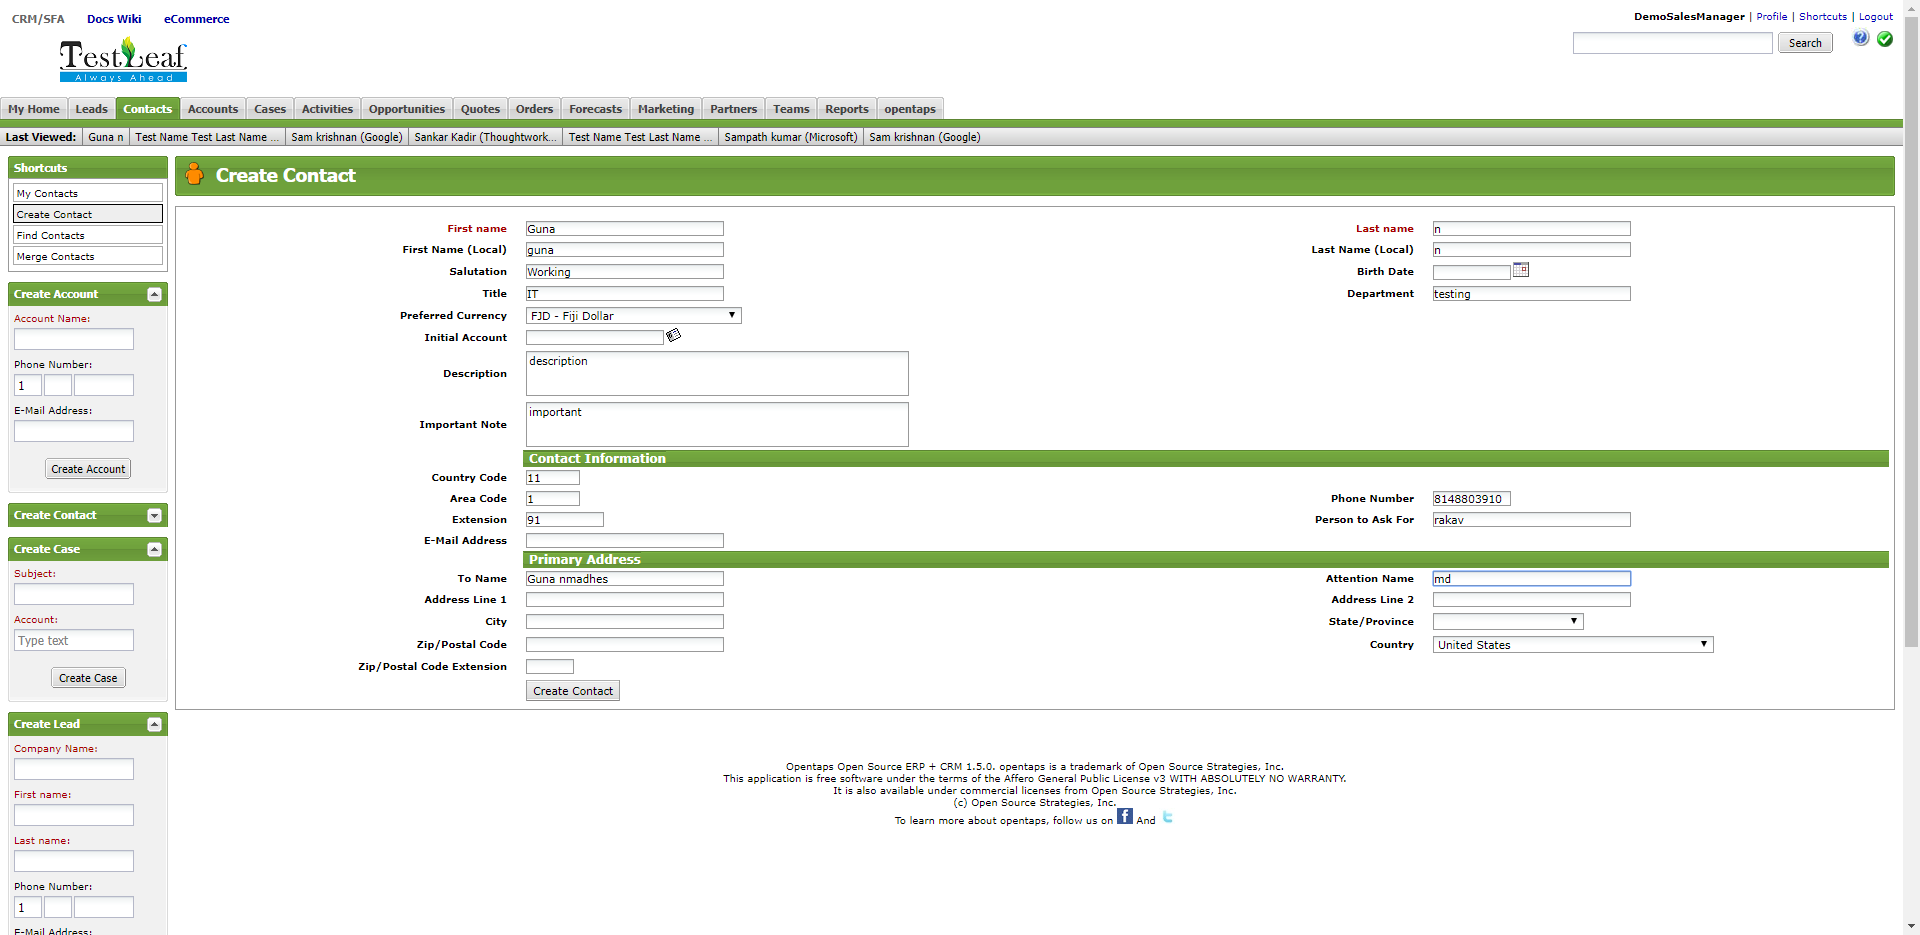 CRM/SFA Docs Wiki eCommerce
DemoSalesManager | Profile | Shortcuts | Logout
TestLeaf
Always Ahead
Search
My Home Leads Contacts Accounts Cases Activities Opportunities Quotes Orders Forecasts Marketing Partners Teams Reports opentaps
Last Viewed: Guna n Test Name Test Last Name ... Sam krishnan (Google) Sankar Kadir (Thoughtwork... Test Name Test Last Name ... Sampath kumar (Microsoft) Sam krishnan (Google)
Shortcuts
My Contacts
Create Contact
Find Contacts
Merge Contacts
Create Account
Account Name:
Phone Number:
1
E-Mail Address:
Create Account
Create Contact
Create Case
Subject:
Account:
Type text
Create Case
Create Lead
Company Name:
First name:
Last name:
Phone Number:
1
E-Mail Address:
Create Contact
First name Guna Last name n
First Name (Local) guna Last Name (Local) n
Salutation Working Birth Date
Title IT Department testing
Preferred Currency FJD - Fiji Dollar
Initial Account
Description description
Important Note important
Contact Information
Country Code 11
Area Code 1 Phone Number 8148803910
Extension 91 Person to Ask For rakav
E-Mail Address
Primary Address
To Name Guna nmadhes Attention Name md
Address Line 1 Address Line 2
City State/Province
Zip/Postal Code Country United States
Zip/Postal Code Extension
Create Contact
Opentaps Open Source ERP + CRM 1.5.0. opentaps is a trademark of Open Source Strategies, Inc.
This application is free software under the terms of the Affero General Public License v3 WITH ABSOLUTELY NO WARRANTY.
It is also available under commercial licenses from Open Source Strategies, Inc.
(c) Open Source Strategies, Inc.
To learn more about opentaps, follow us on f And t